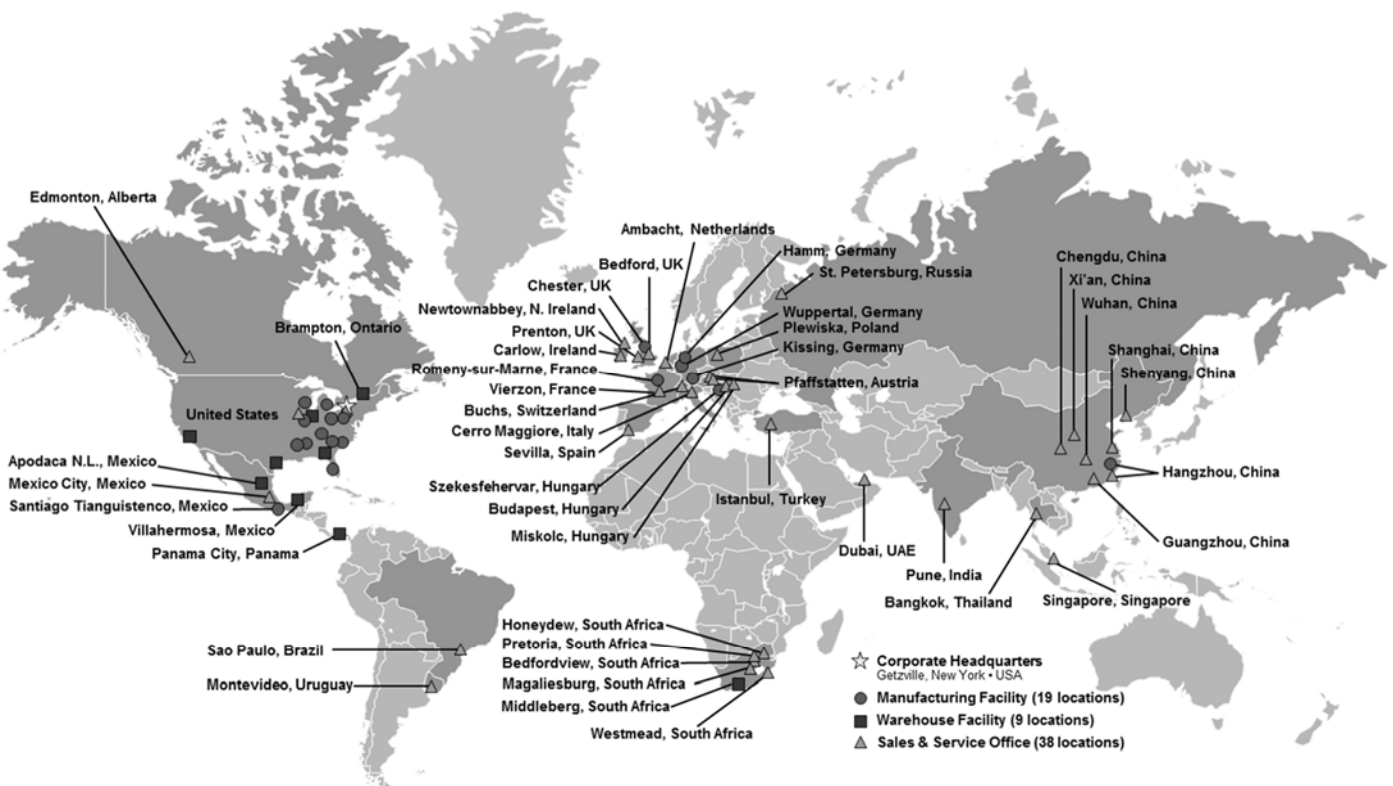 Edmonton, Alberta
Brampton, Ontario
United States
Apodaca N.L., Mexico
Mexico City, Mexico
Santiago Tianguistenco, Mexico
Villahermosa, Mexico
Panama City, Panama
Sao Paulo, Brazil
Montevideo, Uruguay
Ambacht, Netherlands
Bedford, UK
Chester, UK
Newtownabbey, N. Ireland
Prenton, UK
Carlow, Ireland
Romeny-sur-Marne, France
Vierzon, France
Buchs, Switzerland
Cerro Maggiore, Italy
Sevilla, Spain
Szekesfehervar, Hungary
Budapest, Hungary
Miskolc, Hungary
Hamm, Germany
St. Petersburg, Russia
Wuppertal, Germany
Plewiska, Poland
Kissing, Germany
Pfaffstatten, Austria
Istanbul, Turkey
Dubai, UAE
Pune, India
Bangkok, Thailand
Singapore, Singapore
Chengdu, China
Xi'an, China
Wuhan, China
Shanghai, China
Shenyang, China
Hangzhou, China
Guangzhou, China
Honeydew, South Africa
Pretoria, South Africa
Bedfordview, South Africa
Magaliesburg, South Africa
Middleberg, South Africa
Westmead, South Africa
Corporate Headquarters
Getzville, New York • USA
Manufacturing Facility (19 locations)
Warehouse Facility (9 locations)
Sales & Service Office (38 locations)